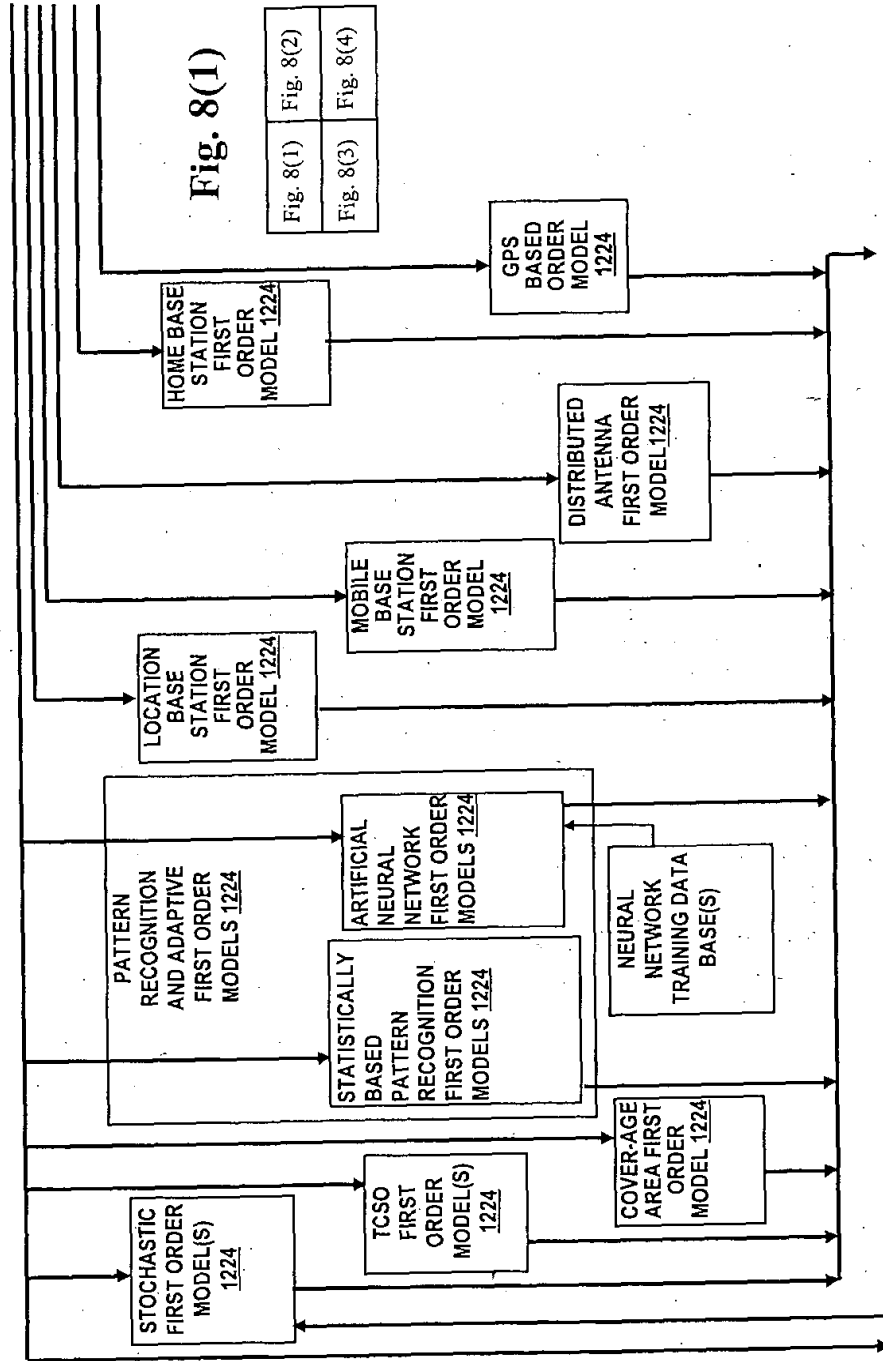 Fig. 8(1)
Fig. 8(1) Fig. 8(2)
Fig. 8(3) Fig. 8(4)
STOCHASTIC
FIRST ORDER
MODEL(S)
1224
TCSO
FIRST
ORDER
MODEL(S)
1224
COVER-AGE
AREA FIRST
ORDER
MODEL 1224
PATTERN
RECOGNITION
AND ADAPTIVE
FIRST ORDER
MODELS 1224
STATISTICALLY
BASED
PATTERN
RECOGNITION
FIRST ORDER
MODELS 1224
ARTIFICIAL
NEURAL
NETWORK
FIRST ORDER
MODELS 1224
NEURAL
NETWORK
TRAINING DATA
BASE(S)
LOCATION
BASE
STATION
FIRST
ORDER
MODEL 1224
MOBILE
BASE
STATION
FIRST
ORDER
MODEL
1224
DISTRIBUTED
ANTENNA
FIRST ORDER
MODEL1224
HOME BASE
STATION
FIRST
ORDER
MODEL 1224
GPS
BASED
ORDER
MODEL
1224